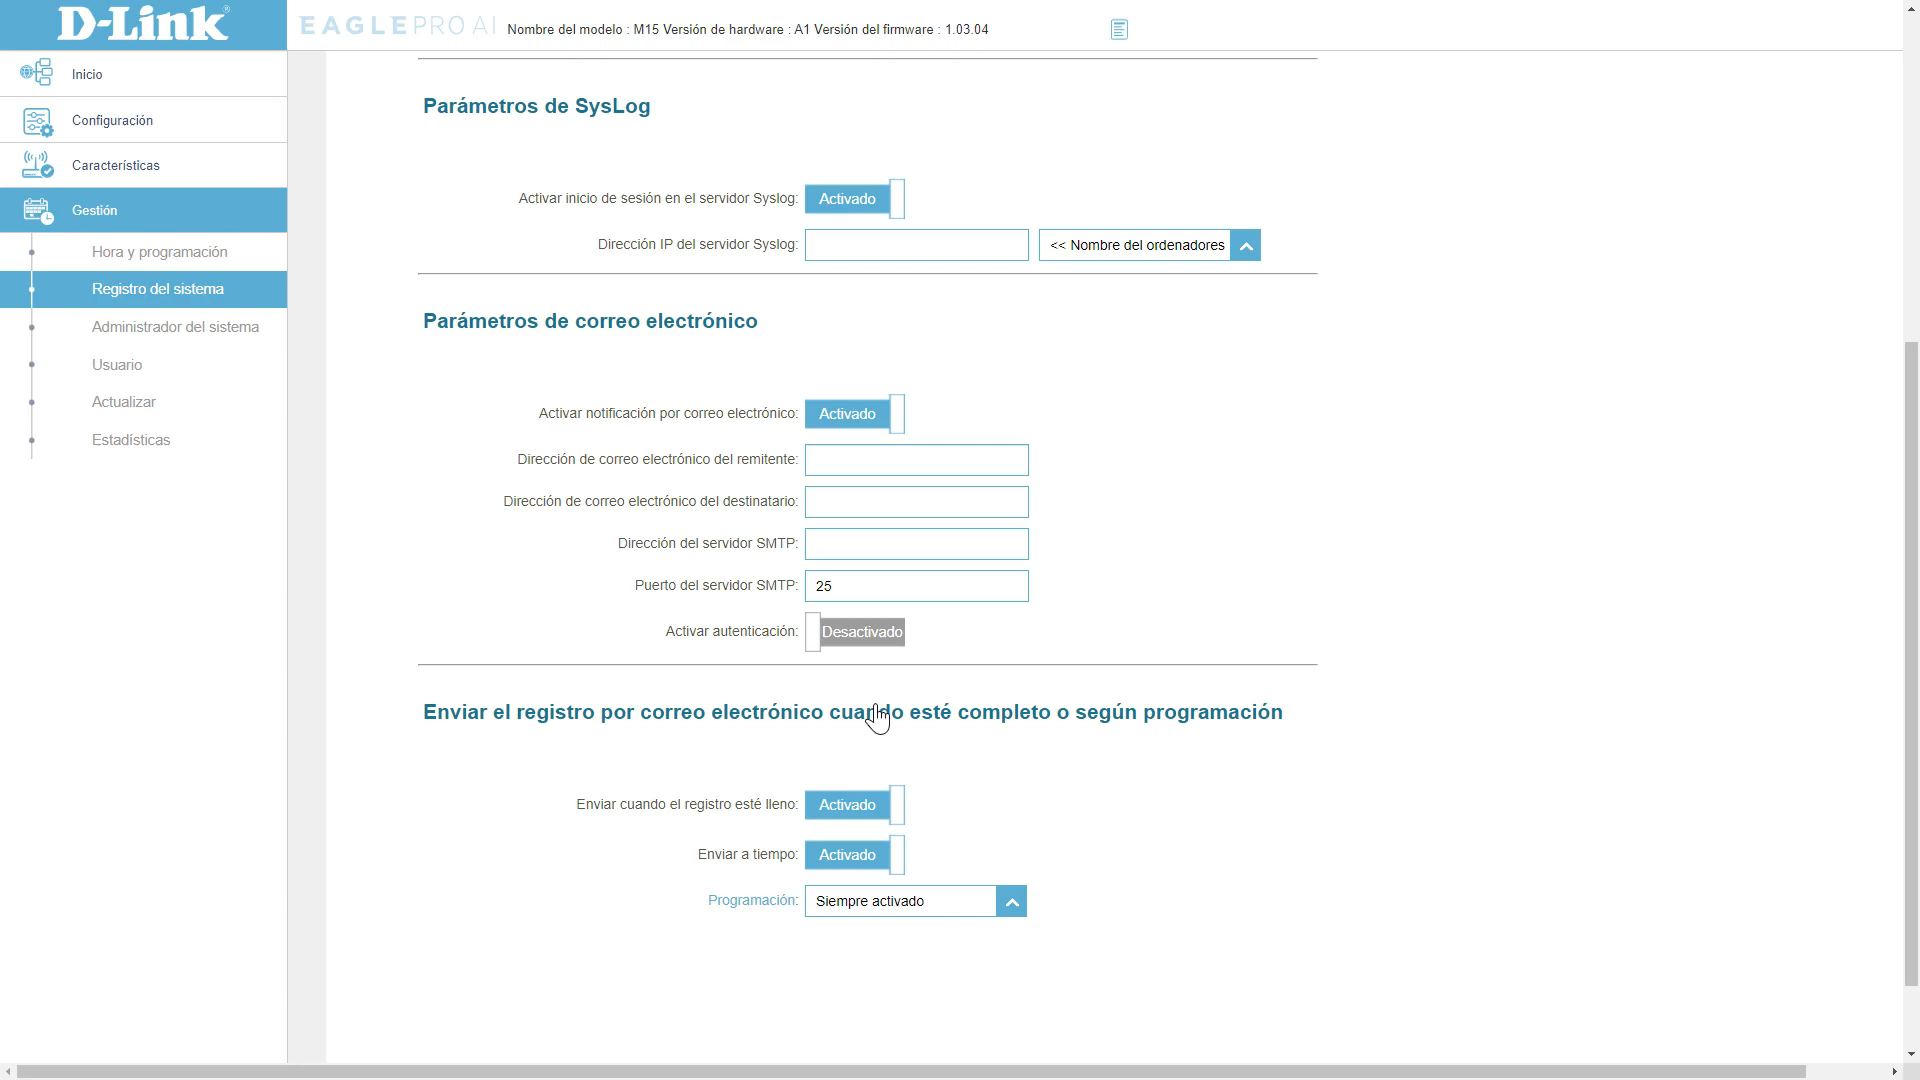 D-Link®
EAGLE PRO AI
Nombre del modelo : M15 Versión de hardware : A1 Versión del firmware : 1.03.04
Inicio
Configuración
Características
Gestión
Hora y programación
Registro del sistema
Administrador del sistema
Usuario
Actualizar
Estadísticas
Parámetros de SysLog
Activar inicio de sesión en el servidor Syslog: Activado
Dirección IP del servidor Syslog: << Nombre del ordenadores
Parámetros de correo electrónico
Activar notificación por correo electrónico: Activado
Dirección de correo electrónico del remitente:
Dirección de correo electrónico del destinatario:
Dirección del servidor SMTP:
Puerto del servidor SMTP: 25
Activar autenticación: Desactivado
Enviar el registro por correo electrónico cuando esté completo o según programación
Enviar cuando el registro esté lleno: Activado
Enviar a tiempo: Activado
Programación: Siempre activado